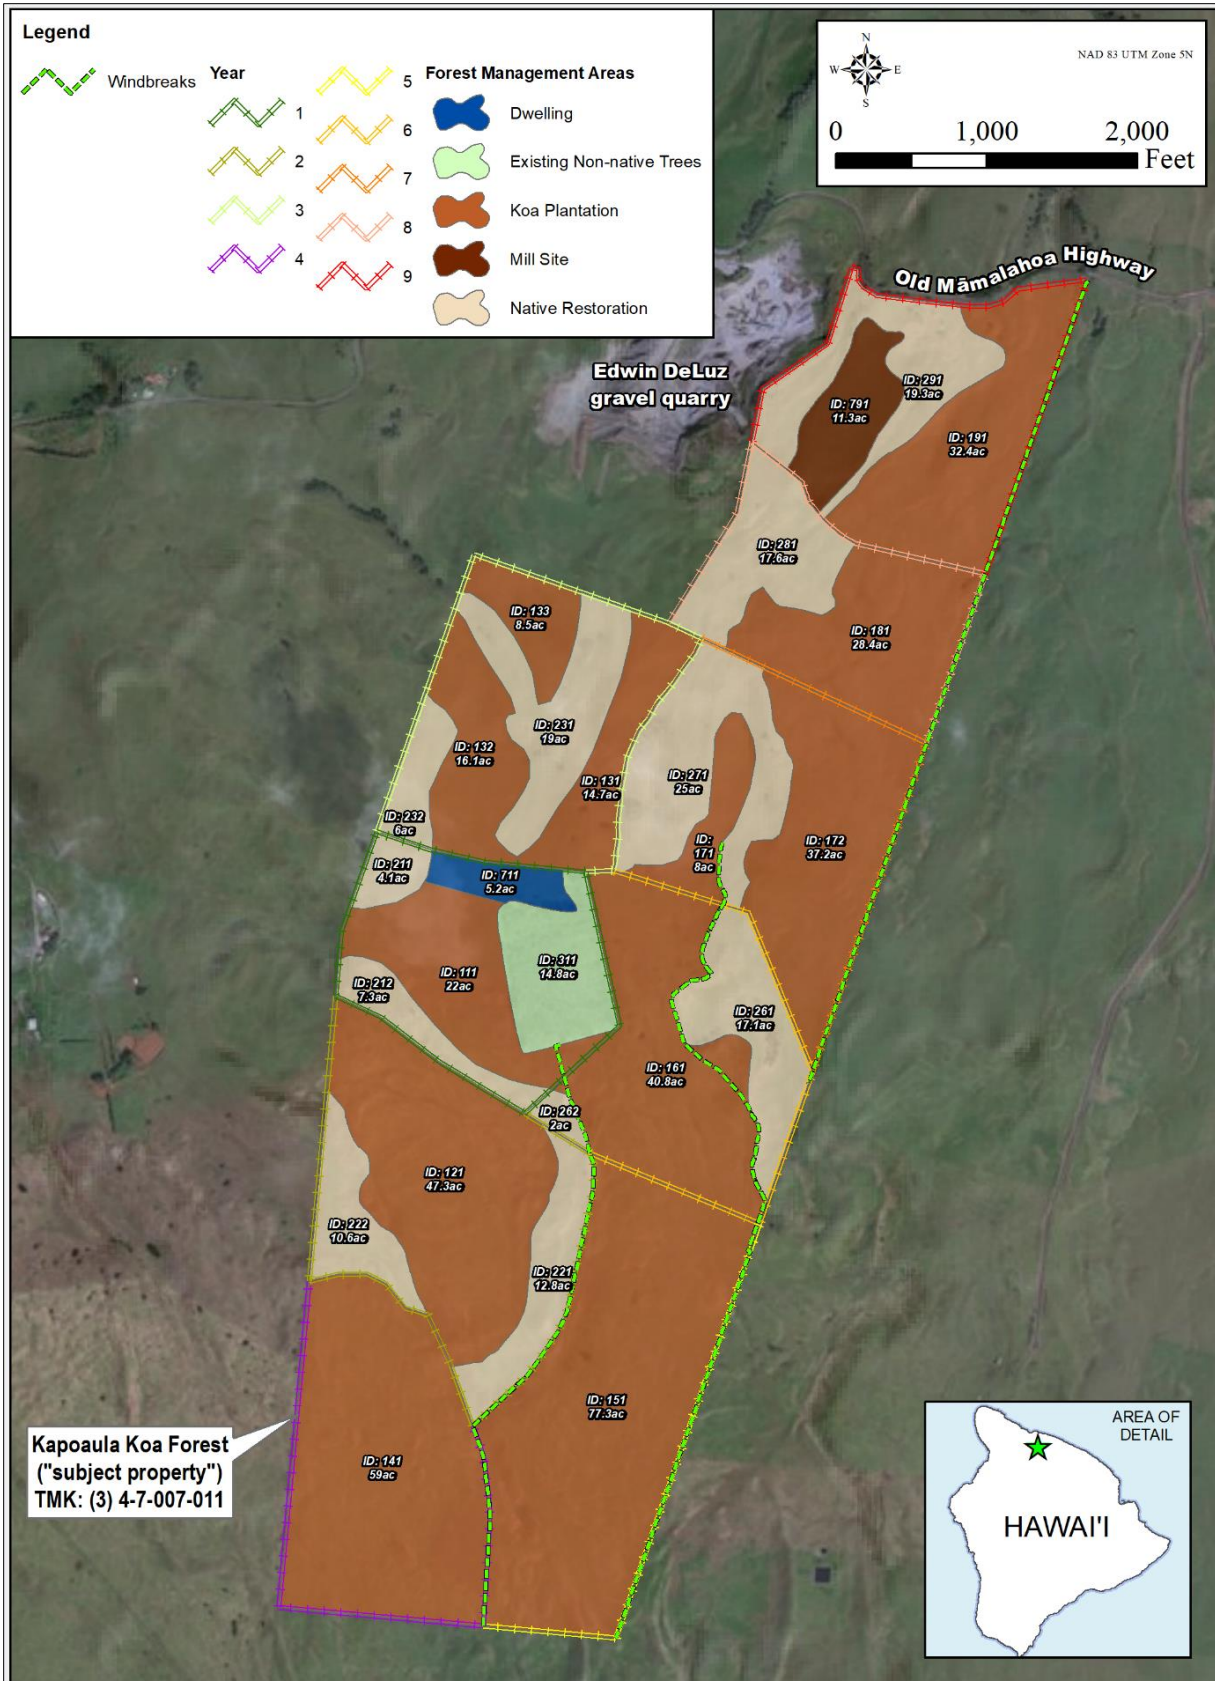 Legend
Windbreaks
Year
1
2
3
4
5
6
7
8
9
Forest Management Areas
Dwelling
Existing Non-native Trees
Koa Plantation
Mill Site
Native Restoration
N
W
E
S
NAD 83 UTM Zone 5N
0
1,000
2,000
Feet
Old Māmalahoa Highway
Edwin DeLuz
gravel quarry
ID: 291
19.3ac
ID: 791
11.3ac
ID: 191
32.4ac
ID: 281
17.6ac
ID: 181
28.4ac
ID: 133
8.5ac
ID: 231
19ac
ID: 132
16.1ac
ID: 131
14.7ac
ID: 271
25ac
ID: 232
6ac
ID:
171
8ac
ID: 172
37.2ac
ID: 211
4.1ac
ID: 711
5.2ac
ID: 311
14.8ac
ID: 111
22ac
ID: 212
7.3ac
ID: 261
17.1ac
ID: 161
40.8ac
ID: 262
2ac
ID: 121
47.3ac
ID: 222
10.6ac
ID: 221
12.8ac
ID: 151
77.3ac
ID: 141
59ac
Kapoaula Koa Forest
("subject property")
TMK: (3) 4-7-007-011
AREA OF
DETAIL
HAWAI'I